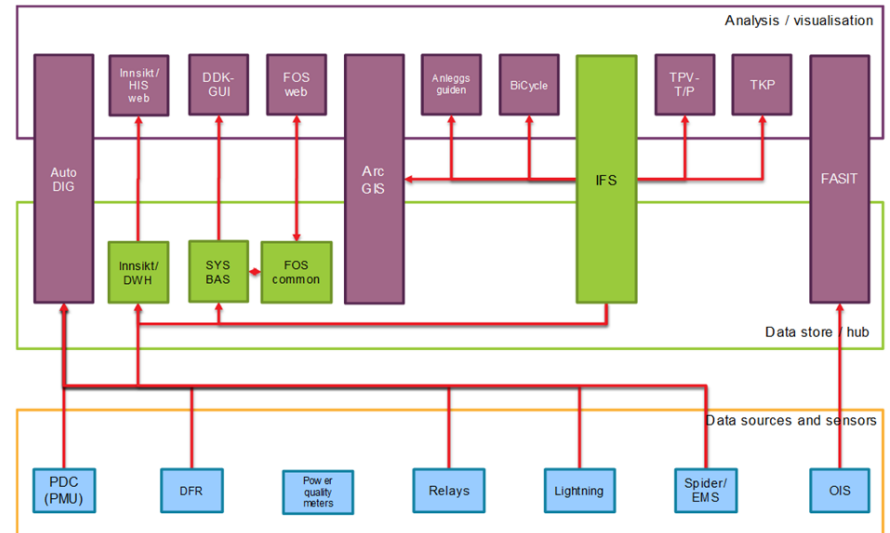 Analysis / visualisation
Auto
DIG
Innsikt/
HIS
web
DDK-
GUI
FOS
web
Arc
GIS
Anleggs
guiden
BiCycle
IFS
TPV-
T/P
TKP
FASIT
Innsikt/
DWH
SYS
BAS
FOS
common
Data store / hub
Data sources and sensors
PDC
(PMU)
DFR
Power
quality
meters
Relays
Lightning
Spider/
EMS
OIS